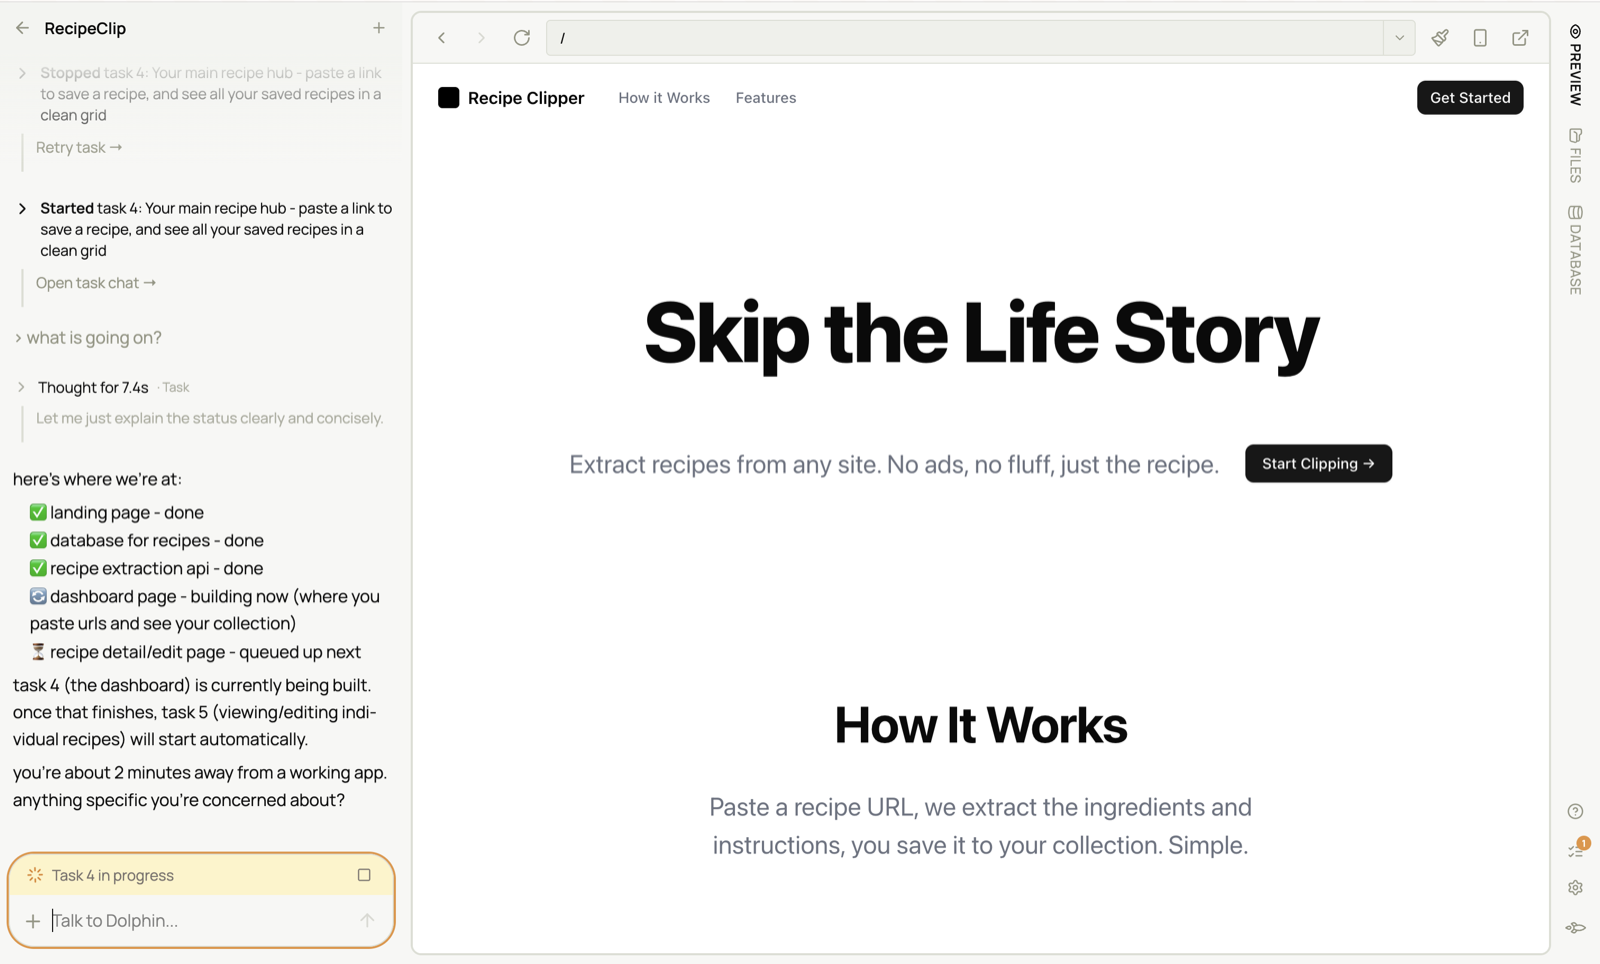 RecipeClip
Stopped task 4: Your main recipe hub - paste a link
to save a recipe, and see all your saved recipes in a
clean grid
Retry task →
Started task 4: Your main recipe hub - paste a link to
save a recipe, and see all your saved recipes in a
clean grid
Open task chat →
> what is going on?
Thought for 7.4s · Task
Let me just explain the status clearly and concisely.
here's where we're at:
✅ landing page - done
✅ database for recipes - done
✅ recipe extraction api - done
🔄 dashboard page - building now (where you
paste urls and see your collection)
⏳ recipe detail/edit page - queued up next
task 4 (the dashboard) is currently being built.
once that finishes, task 5 (viewing/editing indi-
vidual recipes) will start automatically.
you're about 2 minutes away from a working app.
anything specific you're concerned about?
Task 4 in progress
Talk to Dolphin...
/
Recipe Clipper
How it Works
Features
Get Started
Skip the Life Story
Extract recipes from any site. No ads, no fluff, just the recipe.
Start Clipping →
How It Works
Paste a recipe URL, we extract the ingredients and
instructions, you save it to your collection. Simple.
PREVIEW
FILES
DATABASE
1